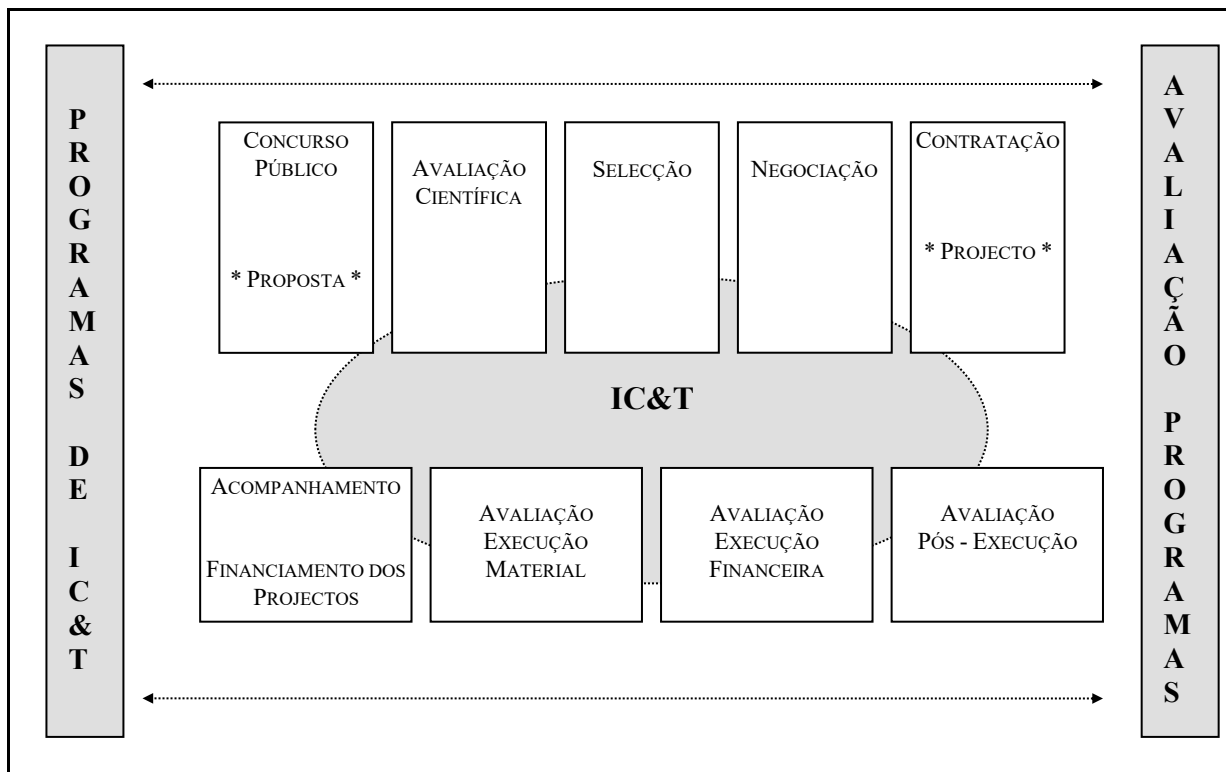 PROGRAMAS DE IC&T
CONCURSO
PÚBLICO
* PROPOSTA *
AVALIAÇÃO
CIENTÍFICA
SELECÇÃO
NEGOCIAÇÃO
CONTRATAÇÃO
* PROJECTO *
IC&T
ACOMPANHAMENTO
FINANCIAMENTO DOS
PROJECTOS
AVALIAÇÃO
EXECUÇÃO
MATERIAL
AVALIAÇÃO
EXECUÇÃO
FINANCEIRA
AVALIAÇÃO
PÓS - EXECUÇÃO
AVALIAÇÃO PROGRAMAS